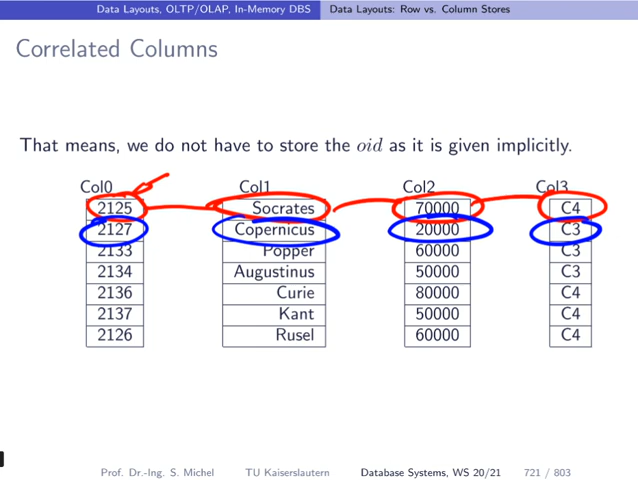 Data Layouts, OLTP/OLAP, In-Memory DBS Data Layouts: Row vs. Column Stores
Correlated Columns
That means, we do not have to store the oid as it is given implicitly.
Col0 Col1 Col2 Col3
2125 Socrates 70000 C4
2127 Copernicus 20000 C3
2133 Popper 60000 C3
2134 Augustinus 50000 C3
2136 Curie 80000 C4
2137 Kant 50000 C4
2126 Rusel 60000 C4
Prof. Dr.-Ing. S. Michel TU Kaiserslautern Database Systems, WS 20/21 721 / 803